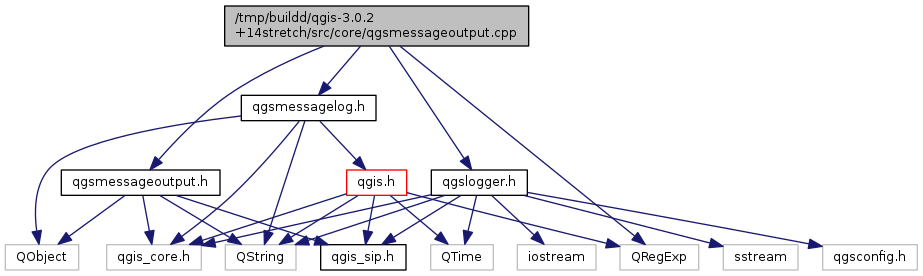 /tmp/buildd/qgis-3.0.2
+14stretch/src/core/qgsmessageoutput.cpp
qgsmessagelog.h
qgsmessageoutput.h
qgis.h
qgslogger.h
QObject
qgis_core.h
QString
qgis_sip.h
QTime
iostream
QRegExp
sstream
qgsconfig.h